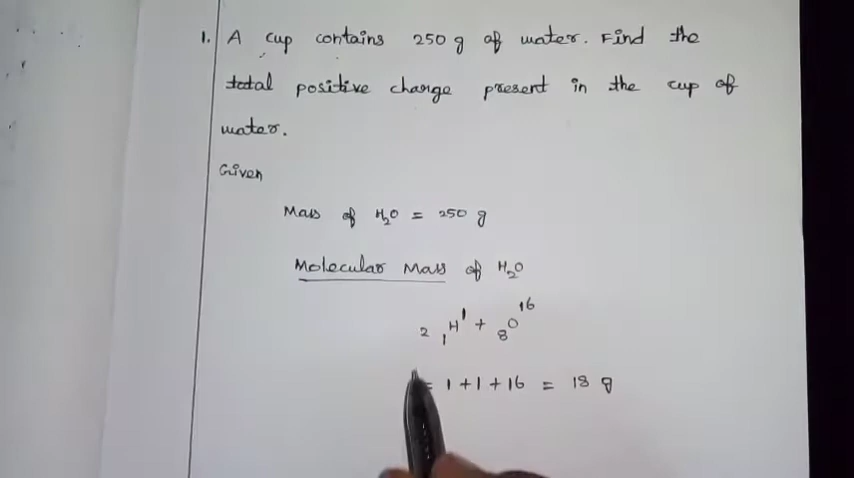 1. A cup contains 250 g of water. Find the
total positive charge present in the cup of
water.
Given
Mass of H₂O = 250 g
Molecular Mass of H₂O
2 ₁H¹ + ₈O¹⁶
= 1 + 1 + 16 = 18 g